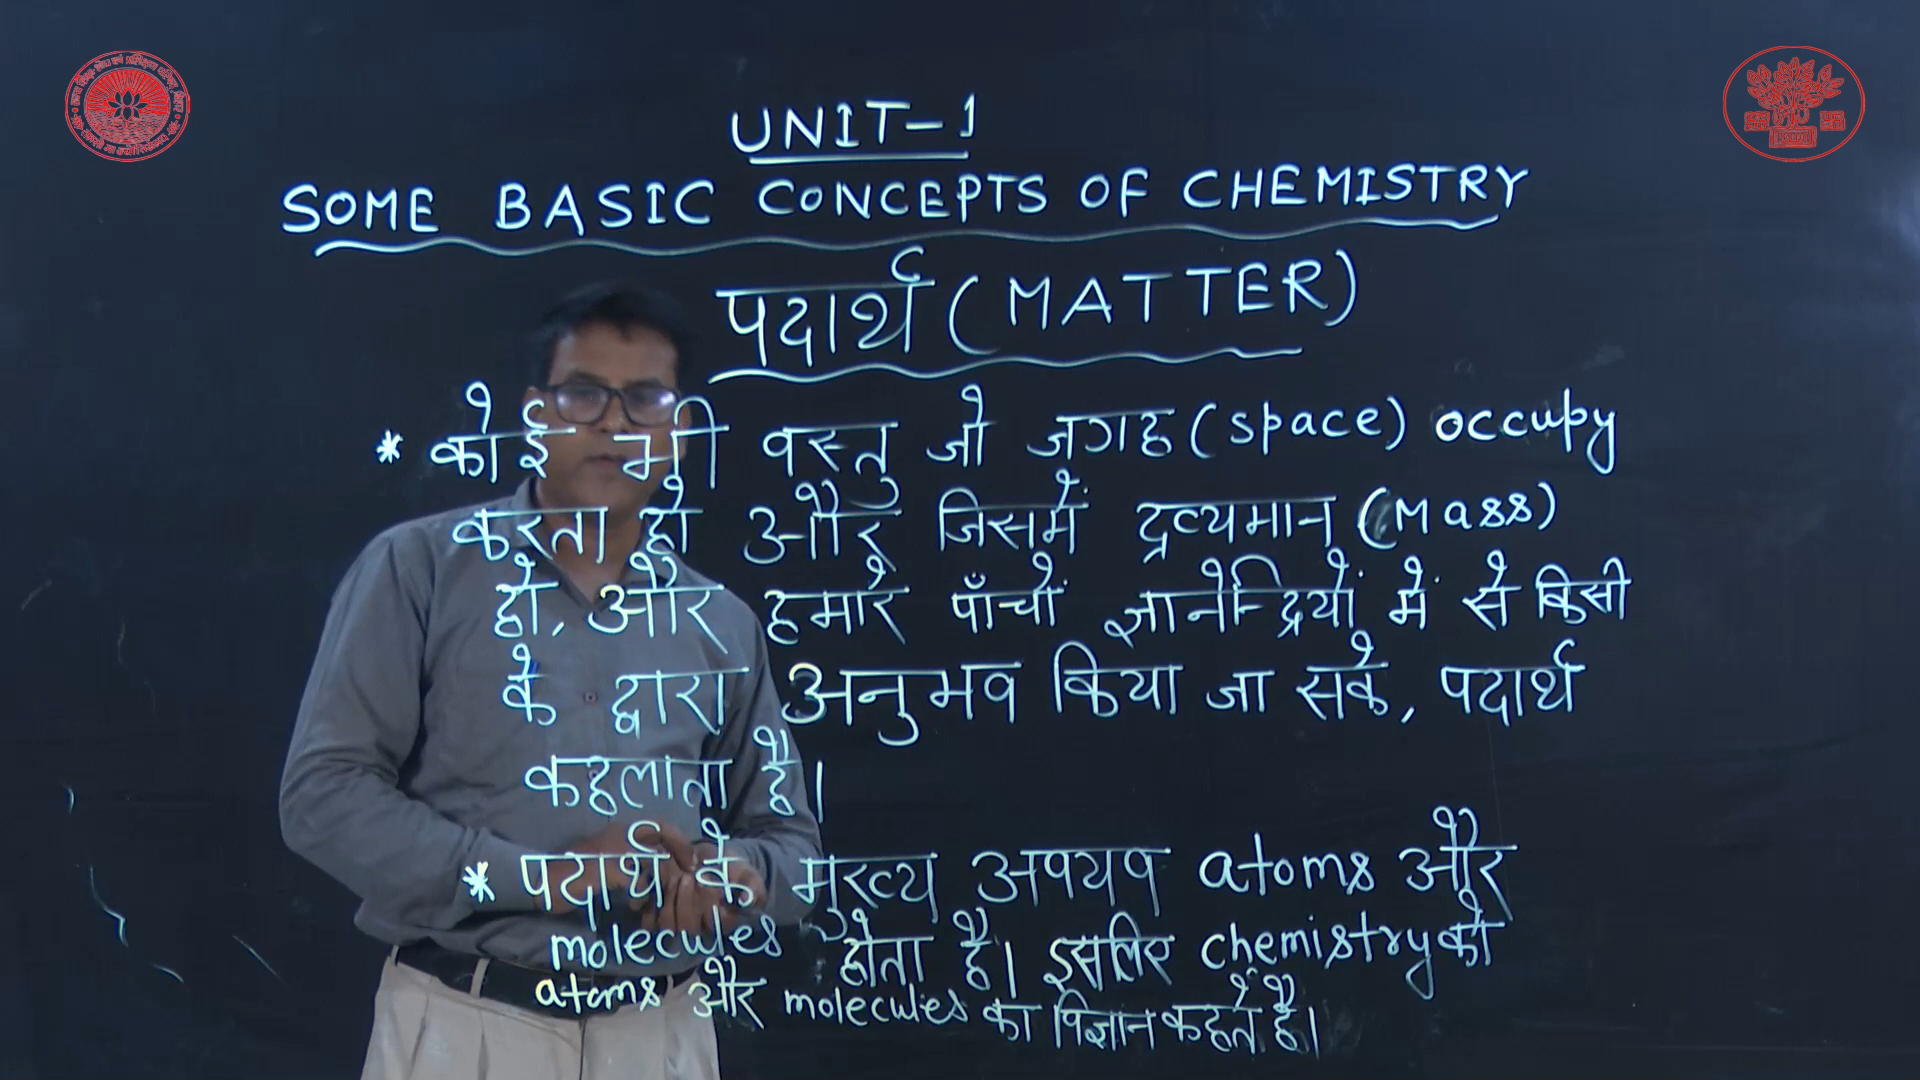 UNIT-1
SOME BASIC CONCEPTS OF CHEMISTRY
पदार्थ (MATTER)
* कोई भी वस्तु जो जगह (space) occupy
करता हो और जिसमें द्रव्यमान (Mass)
हो, और हमारे पाँचों ज्ञानेन्द्रियों में से किसी
के द्वारा अनुभव किया जा सके, पदार्थ
कहलाता है।
* पदार्थ के मुख्य अवयव atoms और
molecules होता है। इसलिए chemistry को
atoms और molecules का विज्ञान कहते है।